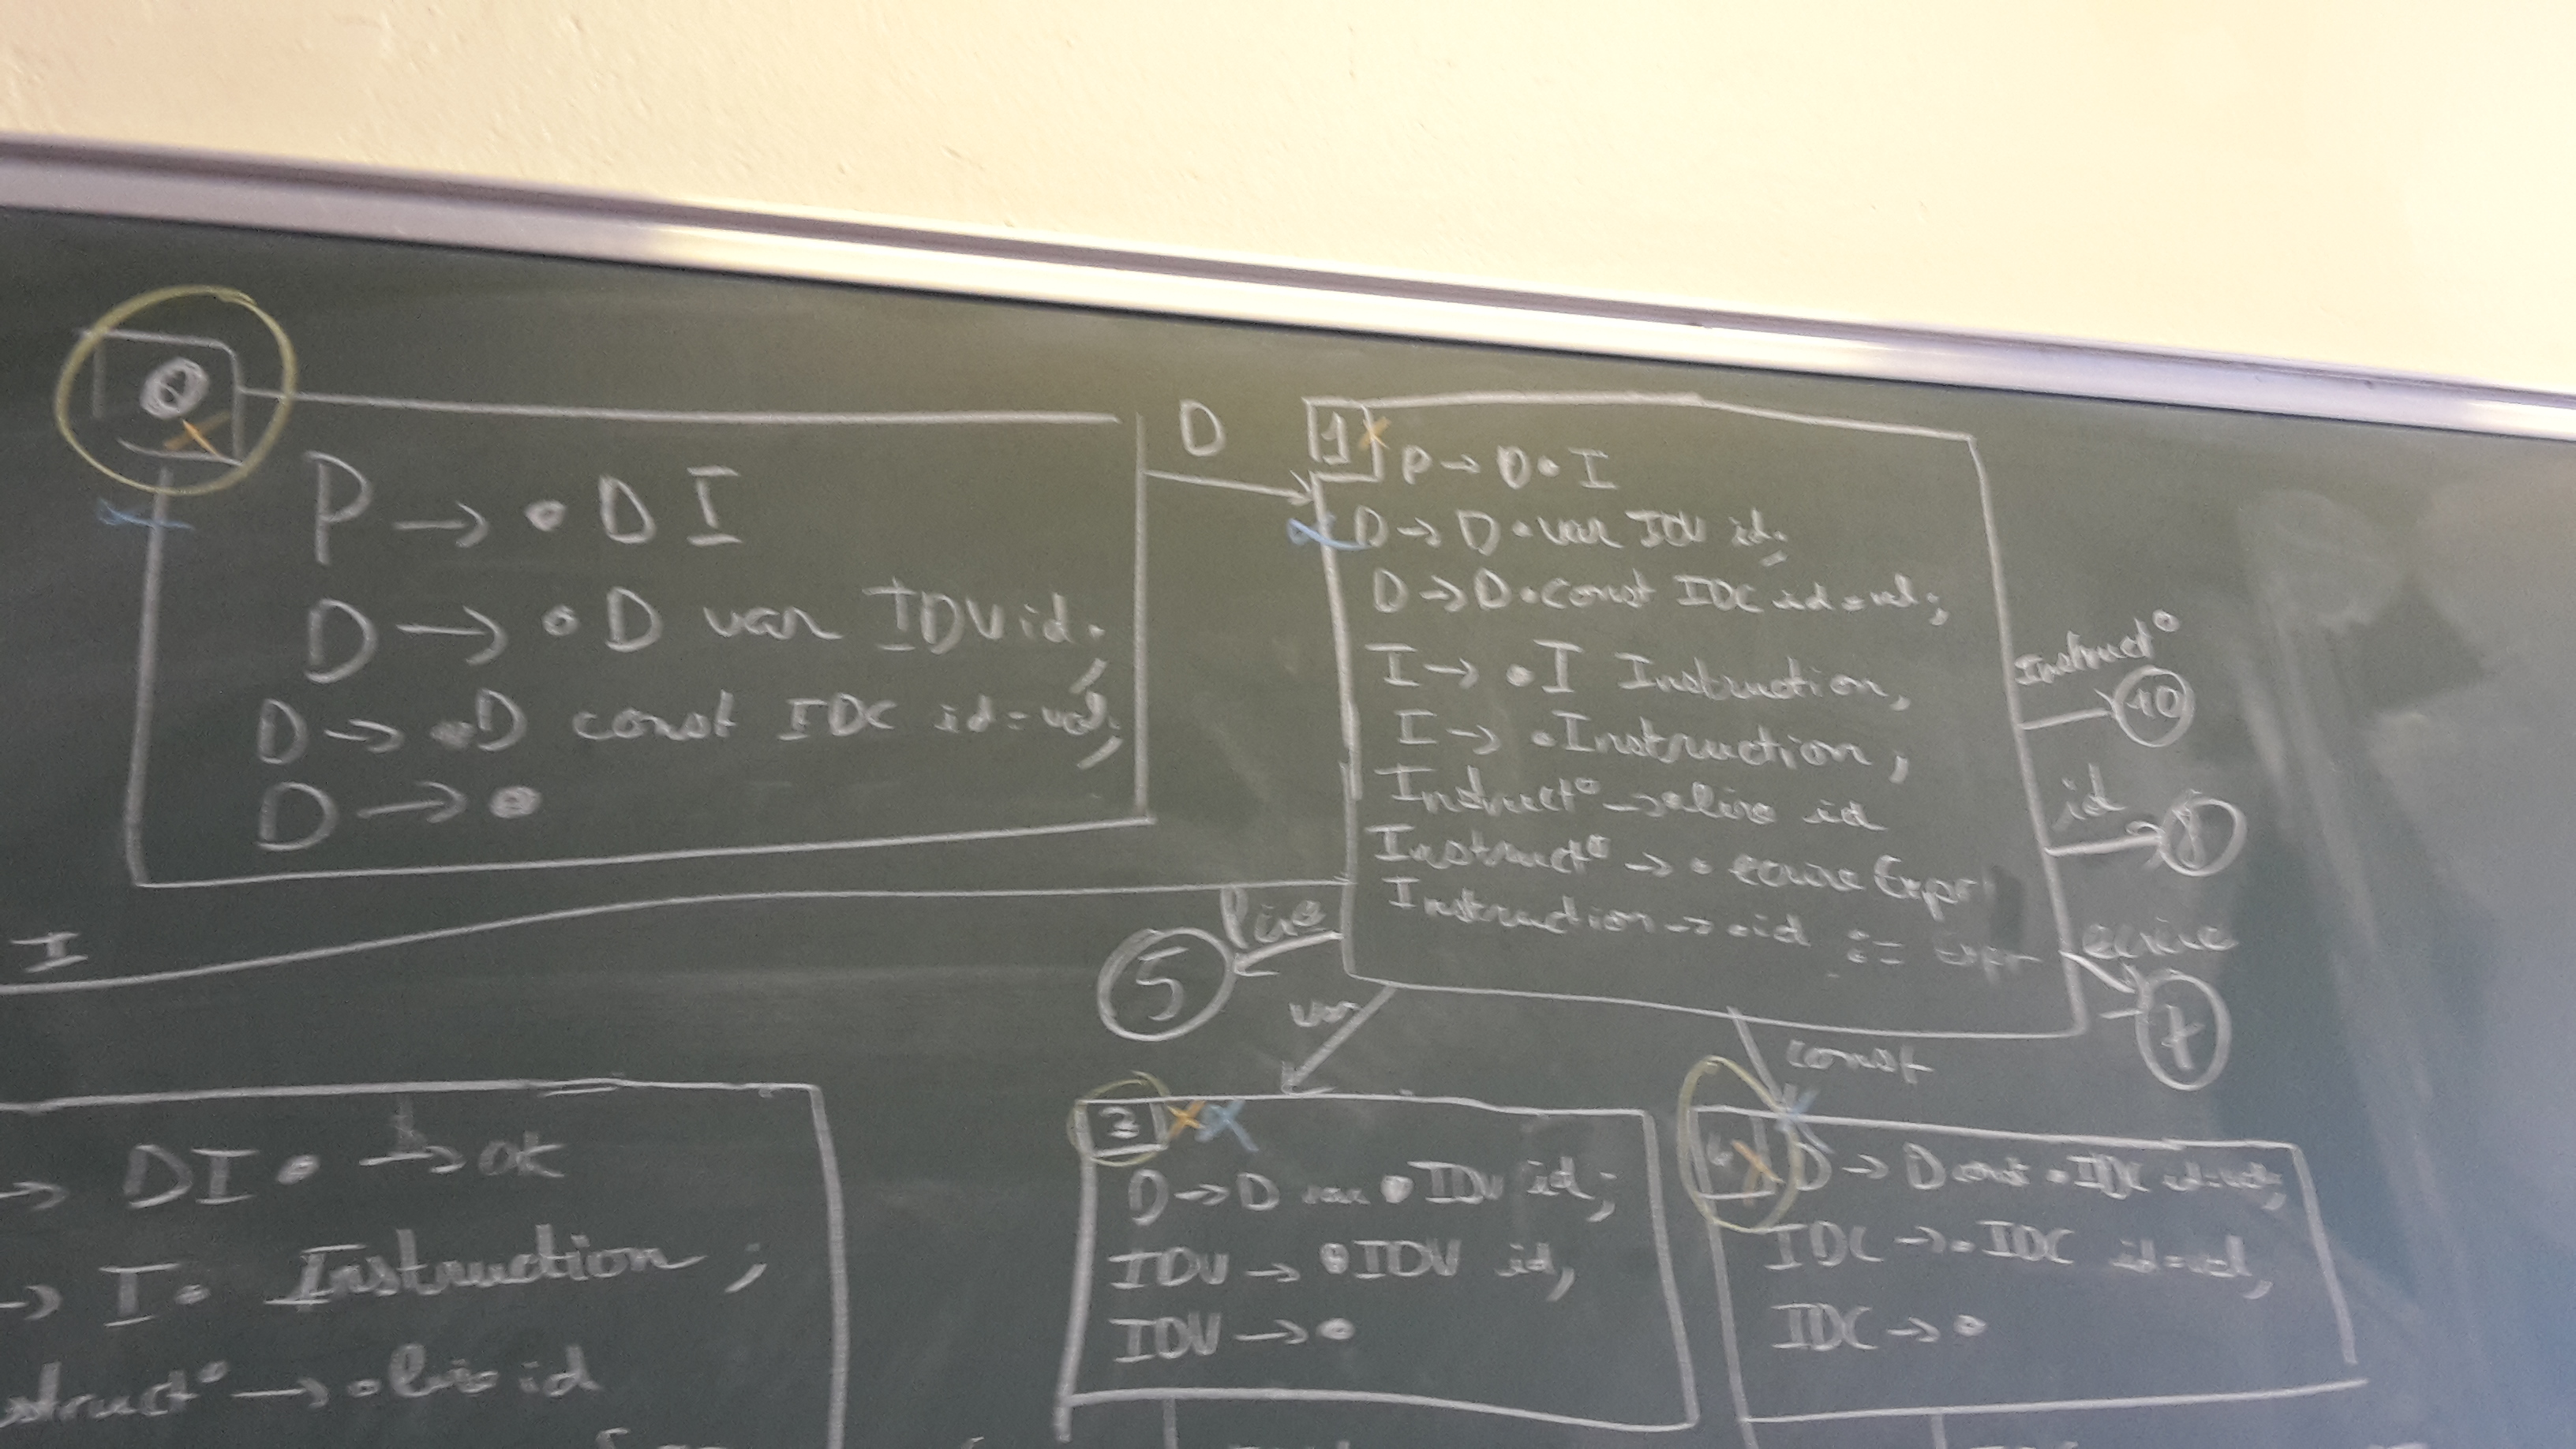 0
P → • D I
D → • D var IDV id;
D → • D const IDC id = val;
D → •
D
1
P → D • I
D → D • var IDV id;
D → D • const IDC id = val;
I → • I Instruction;
I → • Instruction;
Instruct° → • lire id
Instruct° → • ecrire Expr
Instruction → • id := Expr
Instruct°
10
id
8
ecrire
7
I
lire
5
var
const
→ DI • → ok
→ I • Instruction ;
struct° → • lire id
3
D → D var • IDV id;
IDV → • IDV id,
IDV → •
4
D → D const • IDC id = val;
IDC → • IDC id = val,
IDC → •